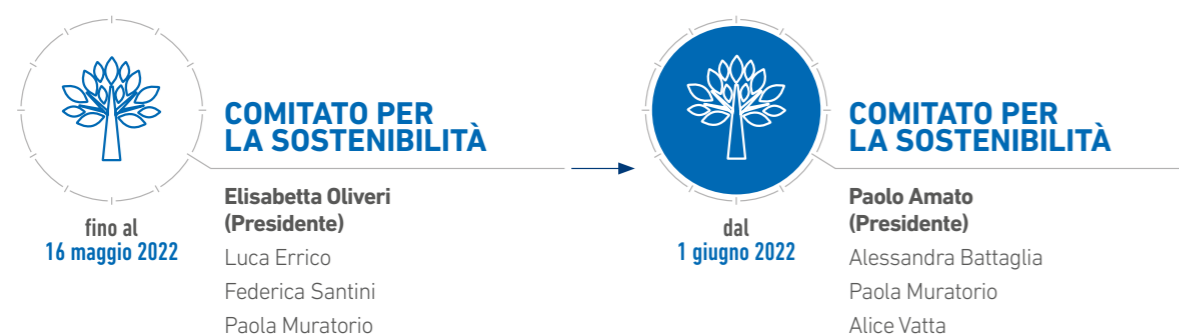 COMITATO PER
LA SOSTENIBILITÀ
Elisabetta Oliveri
(Presidente)
Luca Errico
Federica Santini
Paola Muratorio
fino al
16 maggio 2022
COMITATO PER
LA SOSTENIBILITÀ
Paolo Amato
(Presidente)
Alessandra Battaglia
Paola Muratorio
Alice Vatta
dal
1 giugno 2022